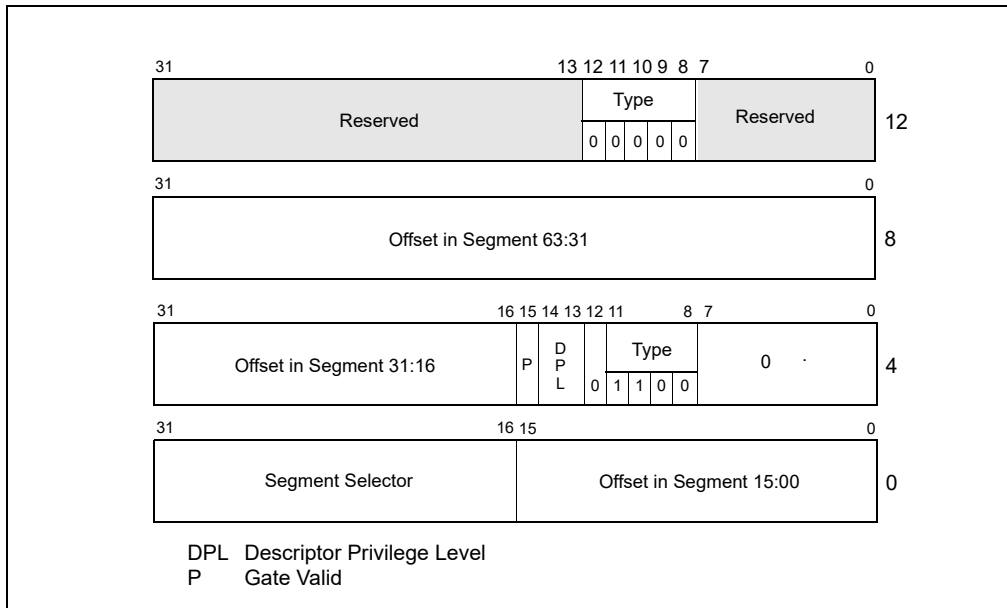 31 13 12 11 10 9 8 7 0
Type
Reserved Reserved 12
0 0 0 0 0
31 0
Offset in Segment 63:31 8
31 16 15 14 13 12 11 8 7 0
Offset in Segment 31:16 P D P L Type 0 . 4
0 1 1 0 0
31 16 15 0
Segment Selector Offset in Segment 15:00 0
DPL Descriptor Privilege Level
P Gate Valid